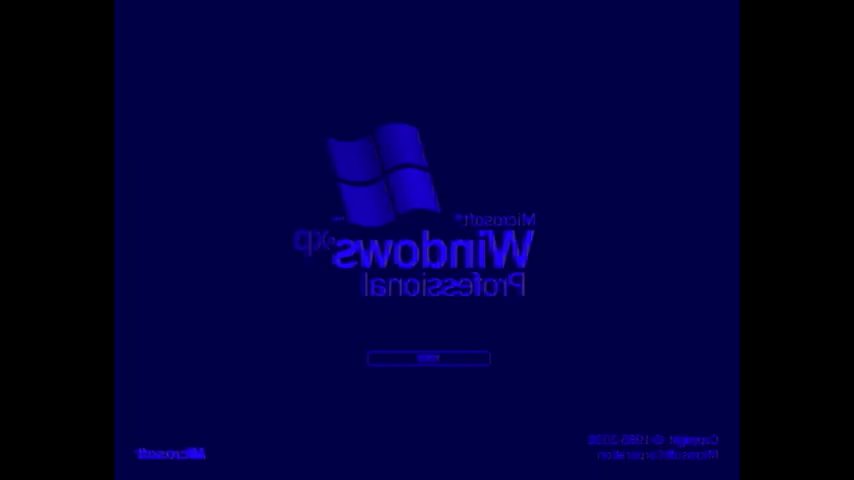 Microsoft®
Windows xp
Professional
Copyright © 1985-
Microsoft Corporation
Microsoft